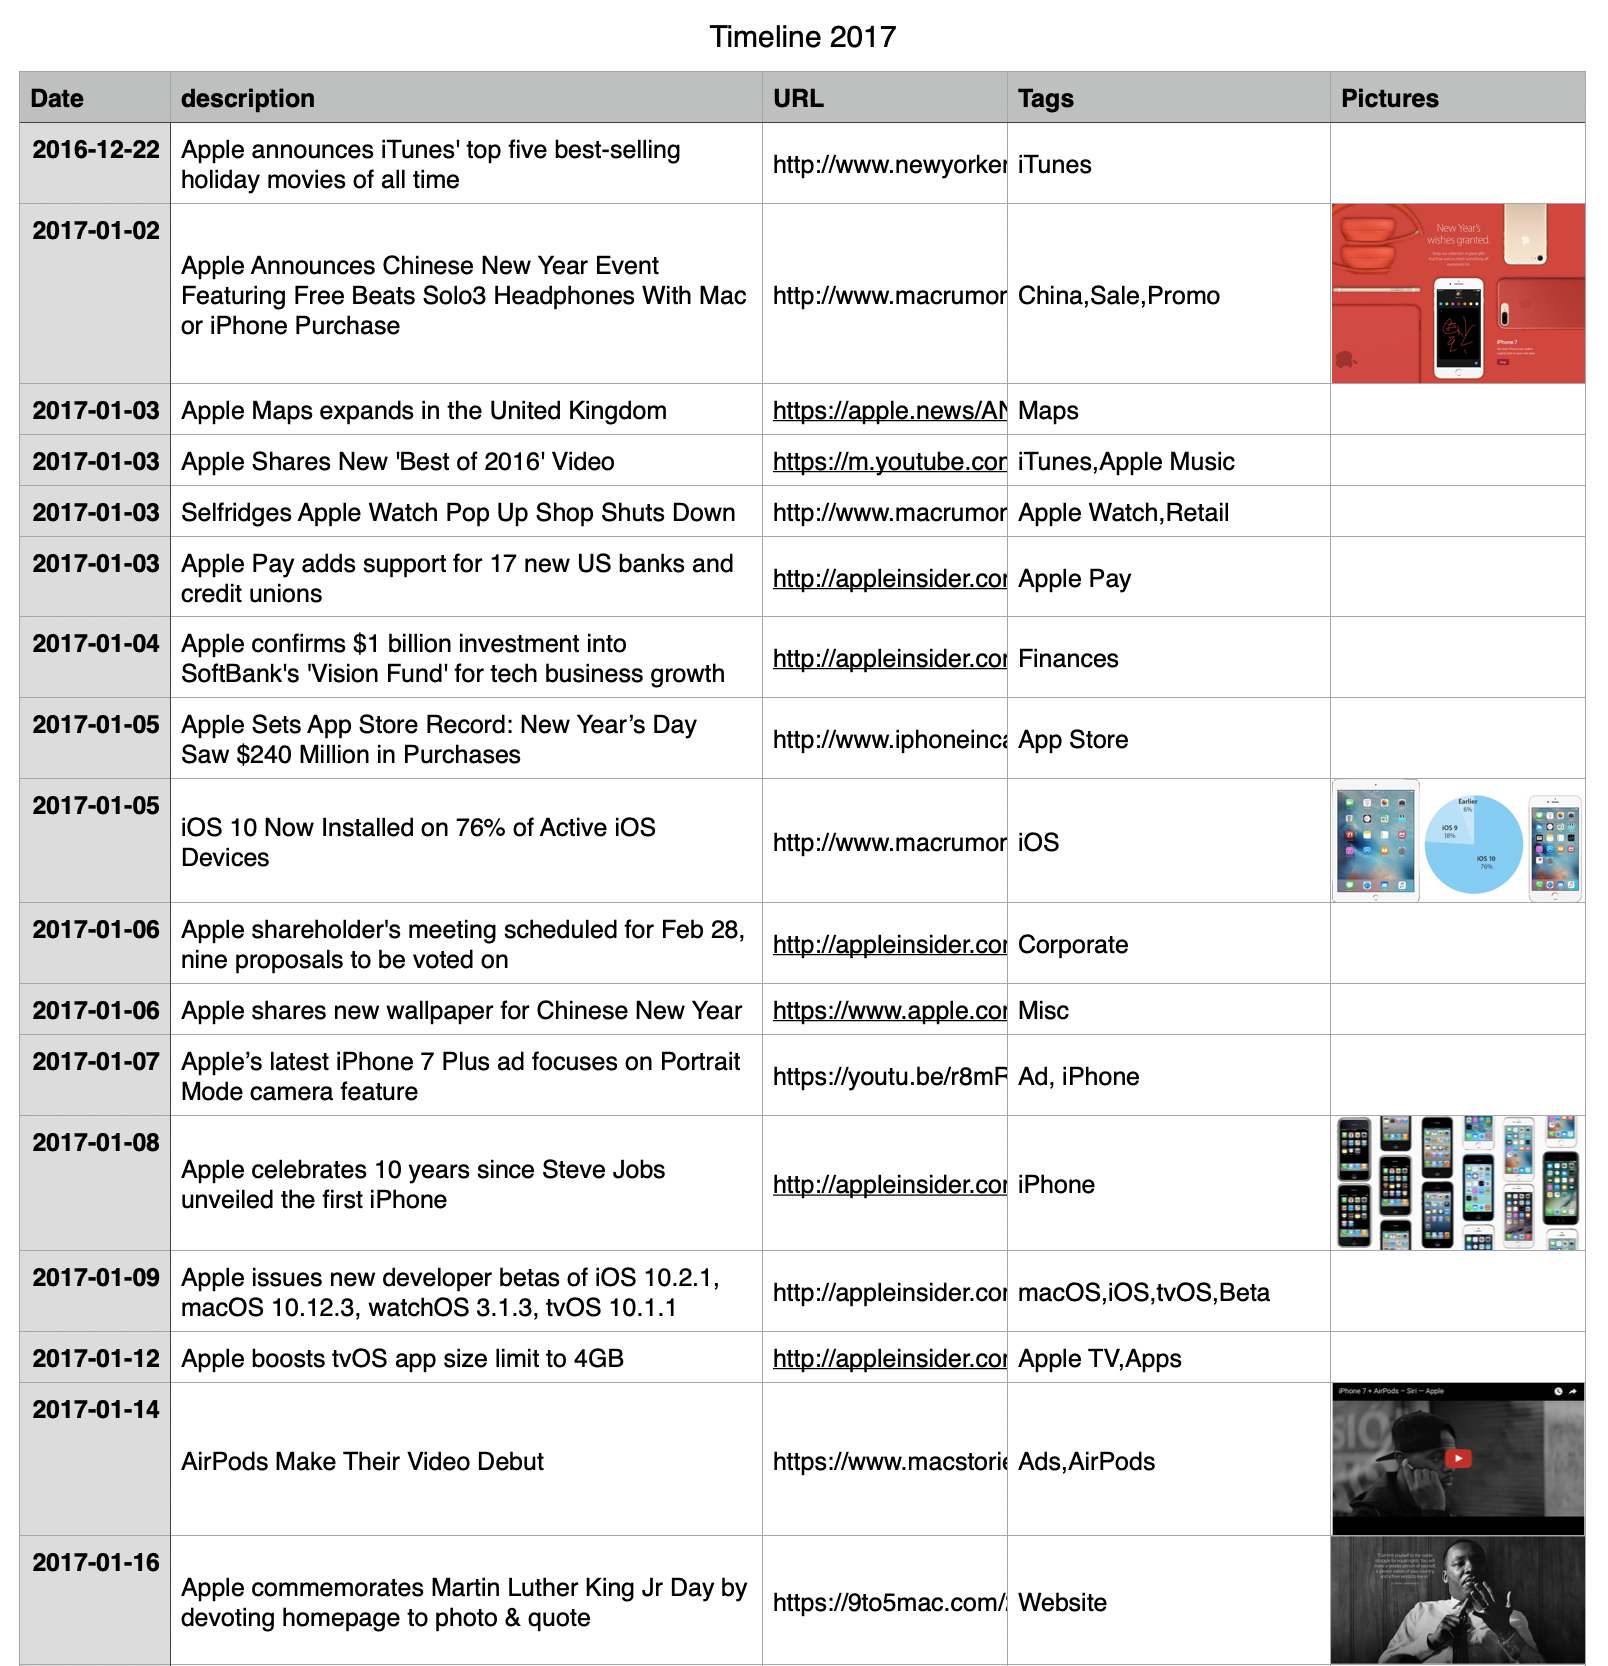 Timeline 2017
Date description URL Tags Pictures
2016-12-22 Apple announces iTunes' top five best-selling
holiday movies of all time http://www.newyorker iTunes
2017-01-02
Apple Announces Chinese New Year Event
Featuring Free Beats Solo3 Headphones With Mac
or iPhone Purchase http://www.macrumor China,Sale,Promo
New Year's
wishes granted.
iPhone 7
2017-01-03 Apple Maps expands in the United Kingdom https://apple.news/AN Maps
2017-01-03 Apple Shares New 'Best of 2016' Video https://m.youtube.com iTunes,Apple Music
2017-01-03 Selfridges Apple Watch Pop Up Shop Shuts Down http://www.macrumor Apple Watch,Retail
2017-01-03 Apple Pay adds support for 17 new US banks and
credit unions http://appleinsider.com Apple Pay
2017-01-04 Apple confirms $1 billion investment into
SoftBank's 'Vision Fund' for tech business growth http://appleinsider.com Finances
2017-01-05 Apple Sets App Store Record: New Year’s Day
Saw $240 Million in Purchases http://www.iphoneinca App Store
2017-01-05
iOS 10 Now Installed on 76% of Active iOS
Devices http://www.macrumor iOS
Earlier
6%
iOS 9
18%
iOS 10
76%
2017-01-06 Apple shareholder's meeting scheduled for Feb 28,
nine proposals to be voted on http://appleinsider.com Corporate
2017-01-06 Apple shares new wallpaper for Chinese New Year https://www.apple.com Misc
2017-01-07 Apple’s latest iPhone 7 Plus ad focuses on Portrait
Mode camera feature https://youtu.be/r8mR Ad, iPhone
2017-01-08
Apple celebrates 10 years since Steve Jobs
unveiled the first iPhone http://appleinsider.com iPhone
2017-01-09 Apple issues new developer betas of iOS 10.2.1,
macOS 10.12.3, watchOS 3.1.3, tvOS 10.1.1 http://appleinsider.com macOS,iOS,tvOS,Beta
2017-01-12 Apple boosts tvOS app size limit to 4GB http://appleinsider.com Apple TV,Apps
2017-01-14
iPhone 7 + AirPods – Siri – Apple
AirPods Make Their Video Debut https://www.macstorie Ads,AirPods
2017-01-16
Apple commemorates Martin Luther King Jr Day by
devoting homepage to photo & quote https://9to5mac.com/ Website